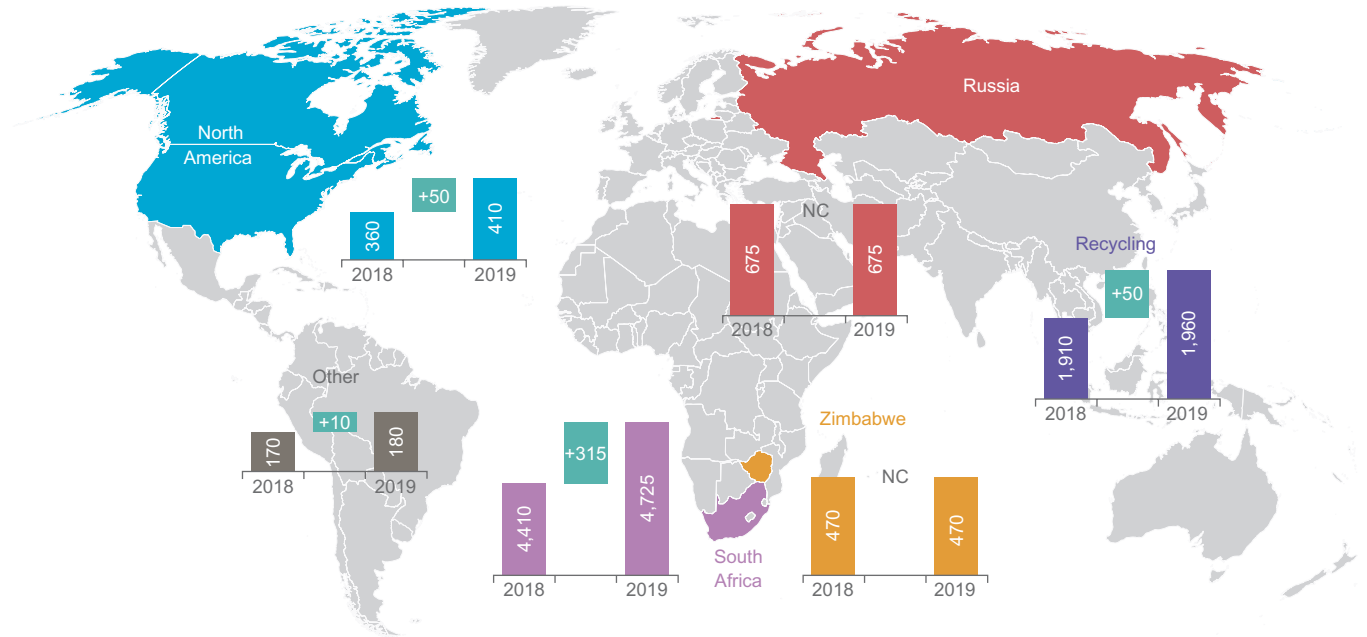 North
America
+50
360
410
2018
2019
Russia
NC
675
675
2018
2019
Recycling
+50
1,910
1,960
2018
2019
Other
+10
170
180
2018
2019
+315
4,410
4,725
2018
2019
South
Africa
Zimbabwe
NC
470
470
2018
2019